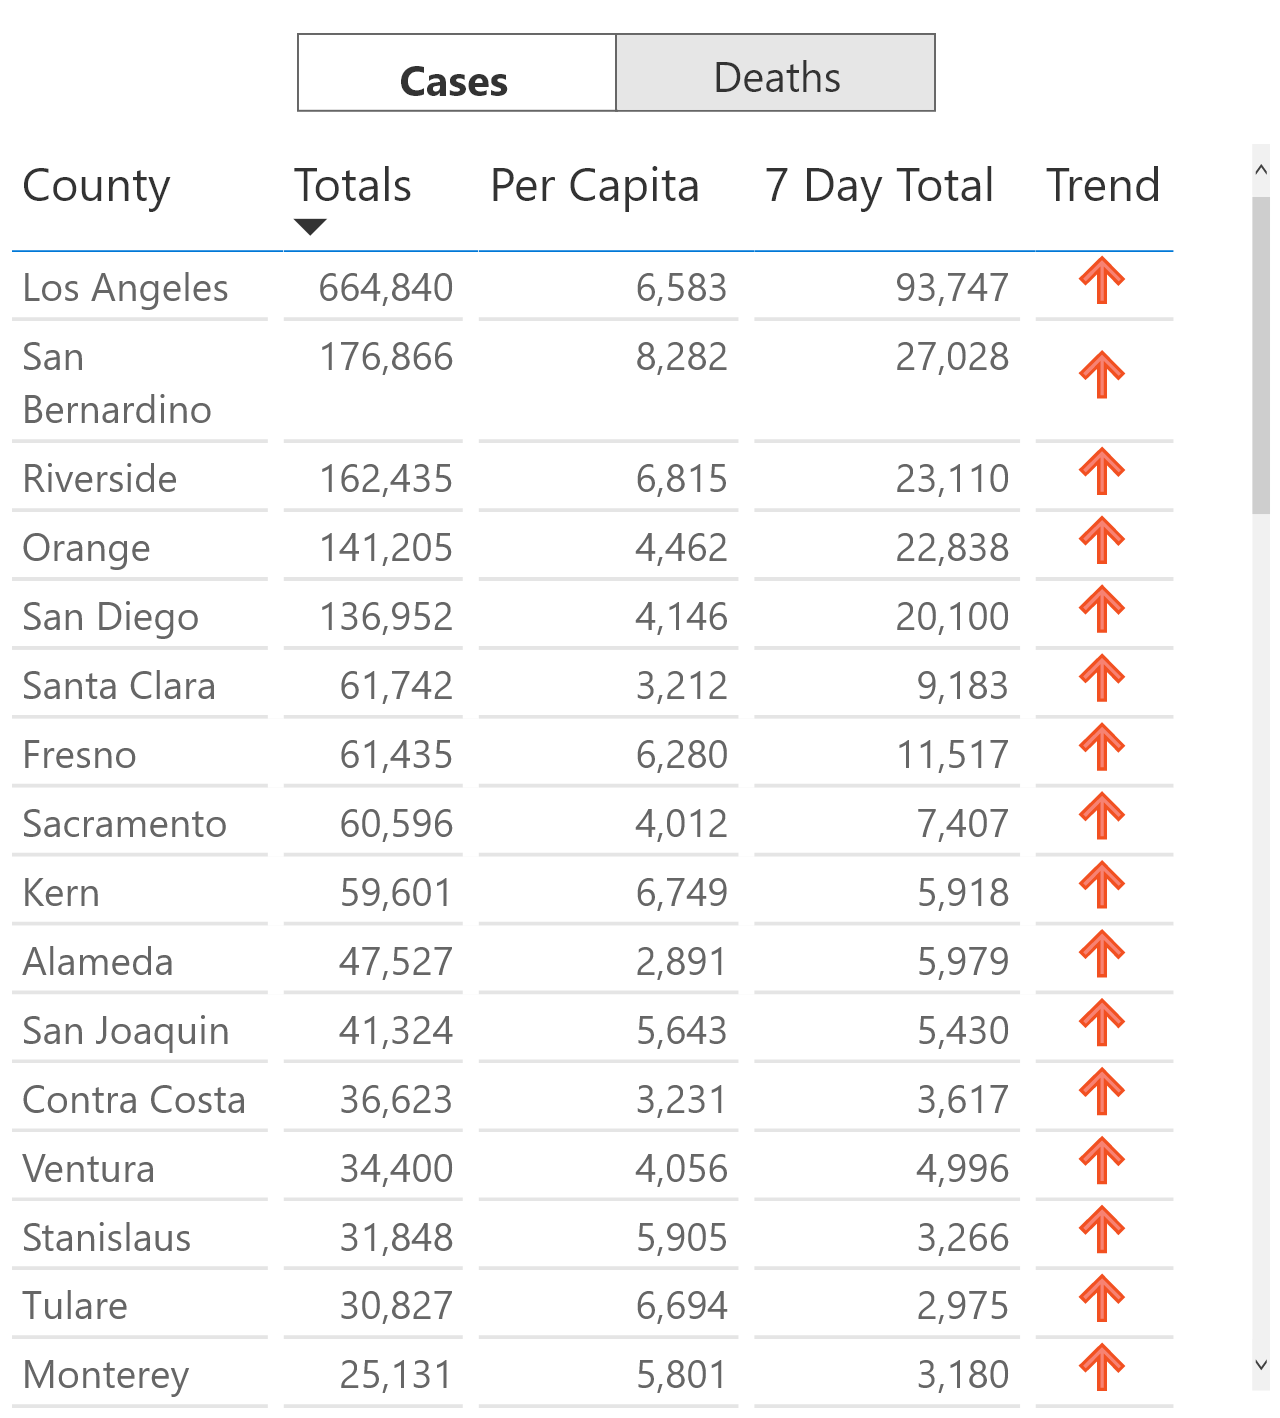 Cases Deaths
County Totals Per Capita 7 Day Total Trend
Los Angeles 664,840 6,583 93,747
San 176,866 8,282 27,028
Bernardino
Riverside 162,435 6,815 23,110
Orange 141,205 4,462 22,838
San Diego 136,952 4,146 20,100
Santa Clara 61,742 3,212 9,183
Fresno 61,435 6,280 11,517
Sacramento 60,596 4,012 7,407
Kern 59,601 6,749 5,918
Alameda 47,527 2,891 5,979
San Joaquin 41,324 5,643 5,430
Contra Costa 36,623 3,231 3,617
Ventura 34,400 4,056 4,996
Stanislaus 31,848 5,905 3,266
Tulare 30,827 6,694 2,975
Monterey 25,131 5,801 3,180